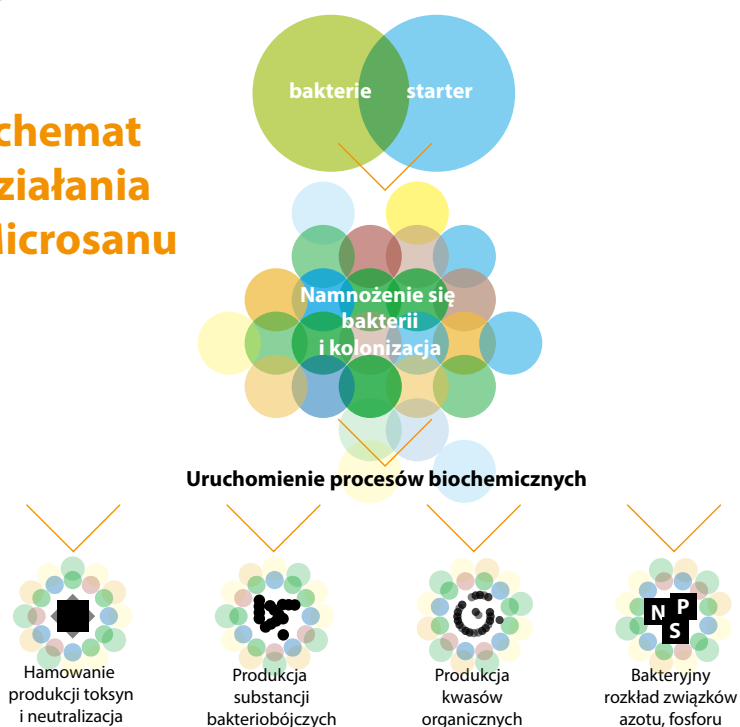 bakterie starter
chemat
ziałania
Microsanu
Namnożenie się
bakterii
i kolonizacja
Uruchomienie procesów biochemicznych
Hamowanie
produkcji toksyn
i neutralizacja
Produkcja
substancji
bakteriobójczych
Produkcja
kwasów
organicznych
N P
S
Bakteryjny
rozkład związków
azotu, fosforu